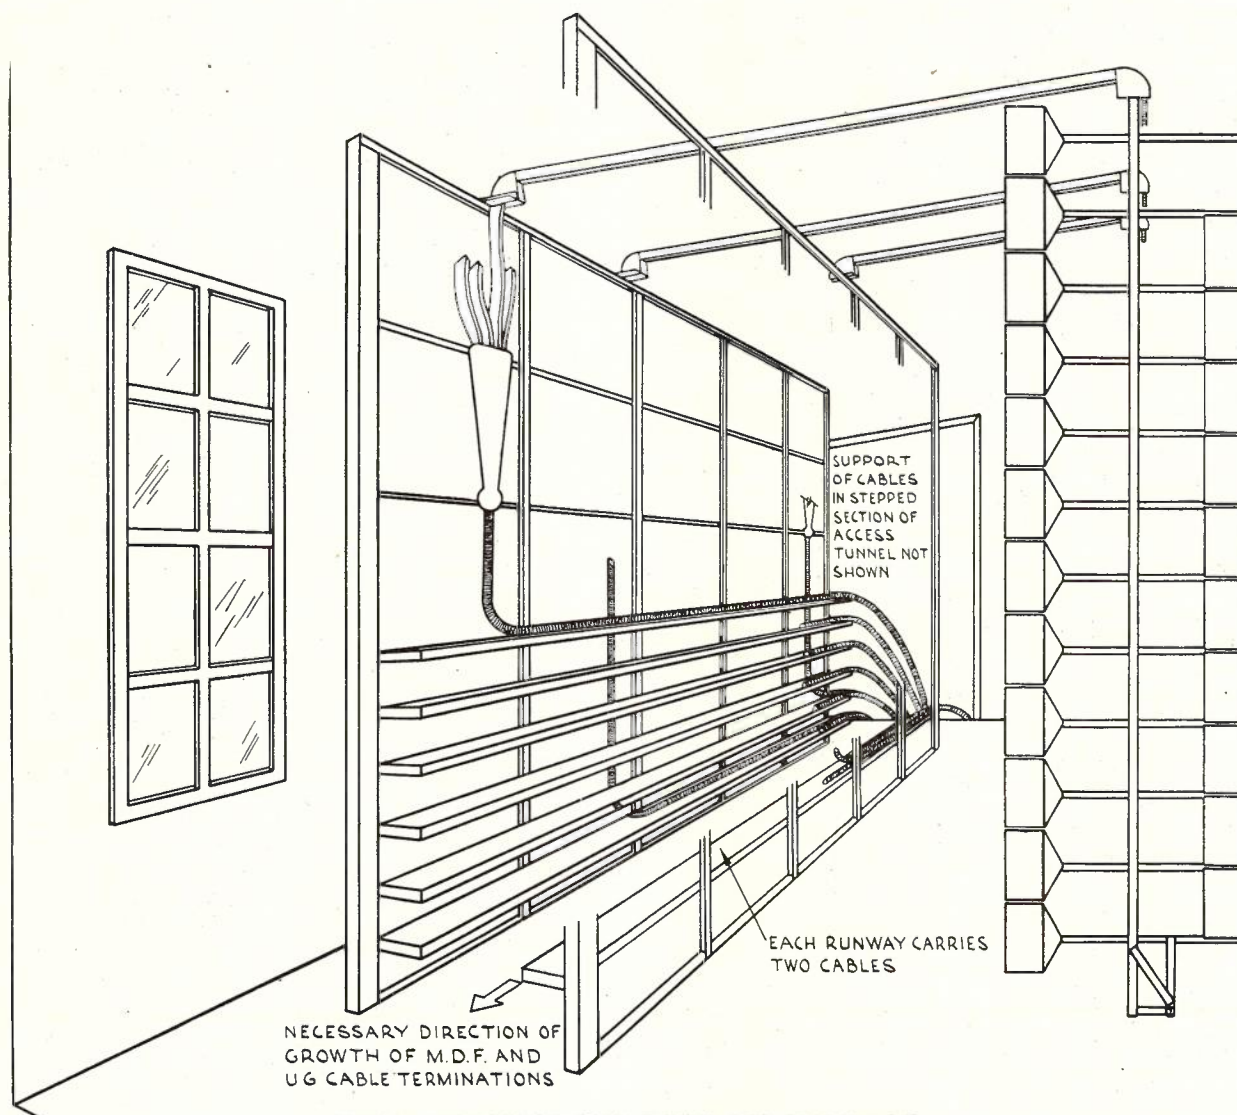 SUPPORT
OF CABLES
IN STEPPED
SECTION OF
ACCESS
TUNNEL NOT
SHOWN
EACH RUNWAY CARRIES
TWO CABLES
NECESSARY DIRECTION OF
GROWTH OF M.D.F. AND
UG CABLE TERMINATIONS